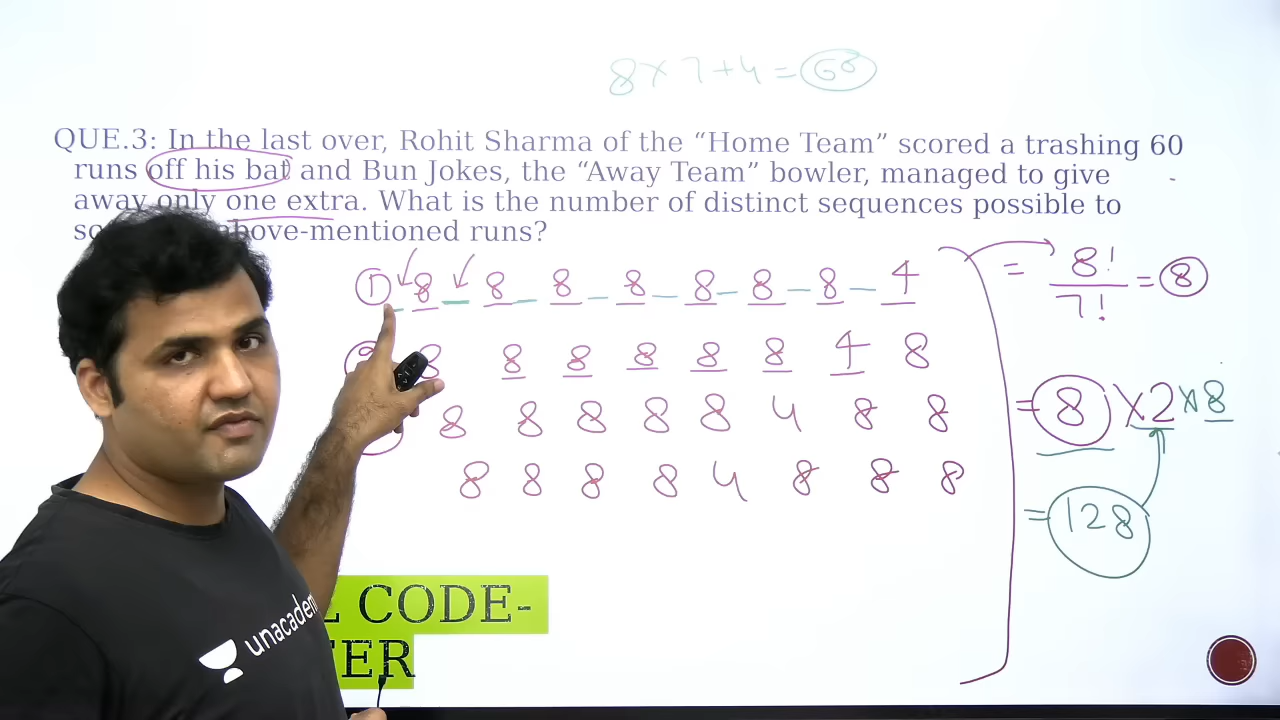 8 × 7 + 4 = 60
QUE.3: In the last over, Rohit Sharma of the “Home Team” scored a trashing 60
runs off his bat and Bun Jokes, the “Away Team” bowler, managed to give
away only one extra. What is the number of distinct sequences possible to
above-mentioned runs?
1 8 8 8 8 8 8 8 4
8 8 8 8 8 8 4 8
8 8 8 8 8 4 8 8
8 8 8 8 4 8 8 8
= 8! / 7! = 8
= 8 × 2 × 8
= 128
CODE-
unacademy